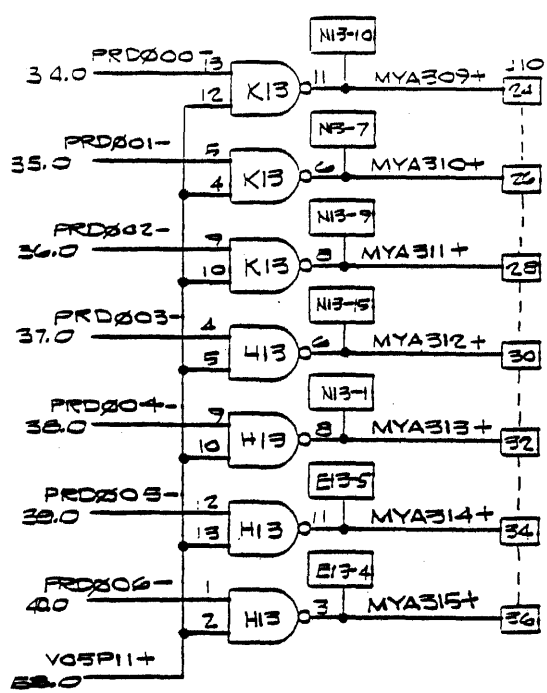 N13-10
PRDØ00-
13
11
MYA309+
J10
34.0
12
K13
24
N13-7
PRDØ01-
5
6
MYA310+
35.0
4
K13
26
N13-9
PRDØ02-
9
8
MYA311+
36.0
10
K13
28
N13-15
PRDØ03-
4
6
MYA312+
37.0
5
H13
30
N13-1
PRDØ04-
9
8
MYA313+
38.0
10
H13
32
E13-5
PRDØ05-
12
11
MYA314+
39.0
13
H13
34
E13-4
PRDØ06-
1
3
MYA315+
40.0
2
H13
36
V05P11+